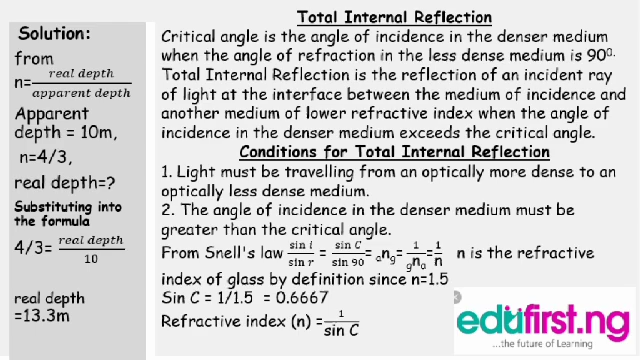 Solution:
from
n= real depth / apparent depth
Apparent
depth = 10m,
n=4/3,
real depth=?
Substituting into
the formula
4/3= real depth / 10
real depth
=13.3m
Total Internal Reflection
Critical angle is the angle of incidence in the denser medium
when the angle of refraction in the less dense medium is 90⁰.
Total Internal Reflection is the reflection of an incident ray
of light at the interface between the medium of incidence and
another medium of lower refractive index when the angle of
incidence in the denser medium exceeds the critical angle.
Conditions for Total Internal Reflection
1. Light must be travelling from an optically more dense to an
optically less dense medium.
2. The angle of incidence in the denser medium must be
greater than the critical angle.
From Snell's law sin i / sin r = sin C / sin 90 = ₐn₉ = 1 / ₉nₐ = 1/n n is the refractive
index of glass by definition since n=1.5
Sin C = 1/1.5 = 0.6667
Refractive index (n) = 1 / sin C
edufirst.ng
...the future of Learning